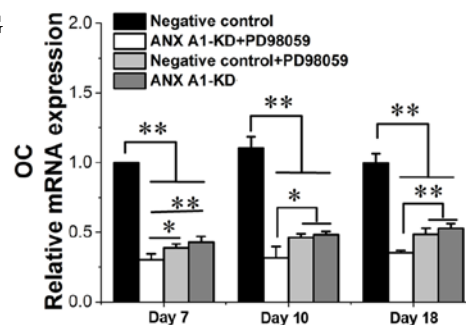 OC
Relative mRNA expression
2.0
1.5
1.0
0.5
0.0
Negative control
ANX A1-KD+PD98059
Negative control+PD98059
ANX A1-KD
**
**
*
**
*
**
**
Day 7
Day 10
Day 18